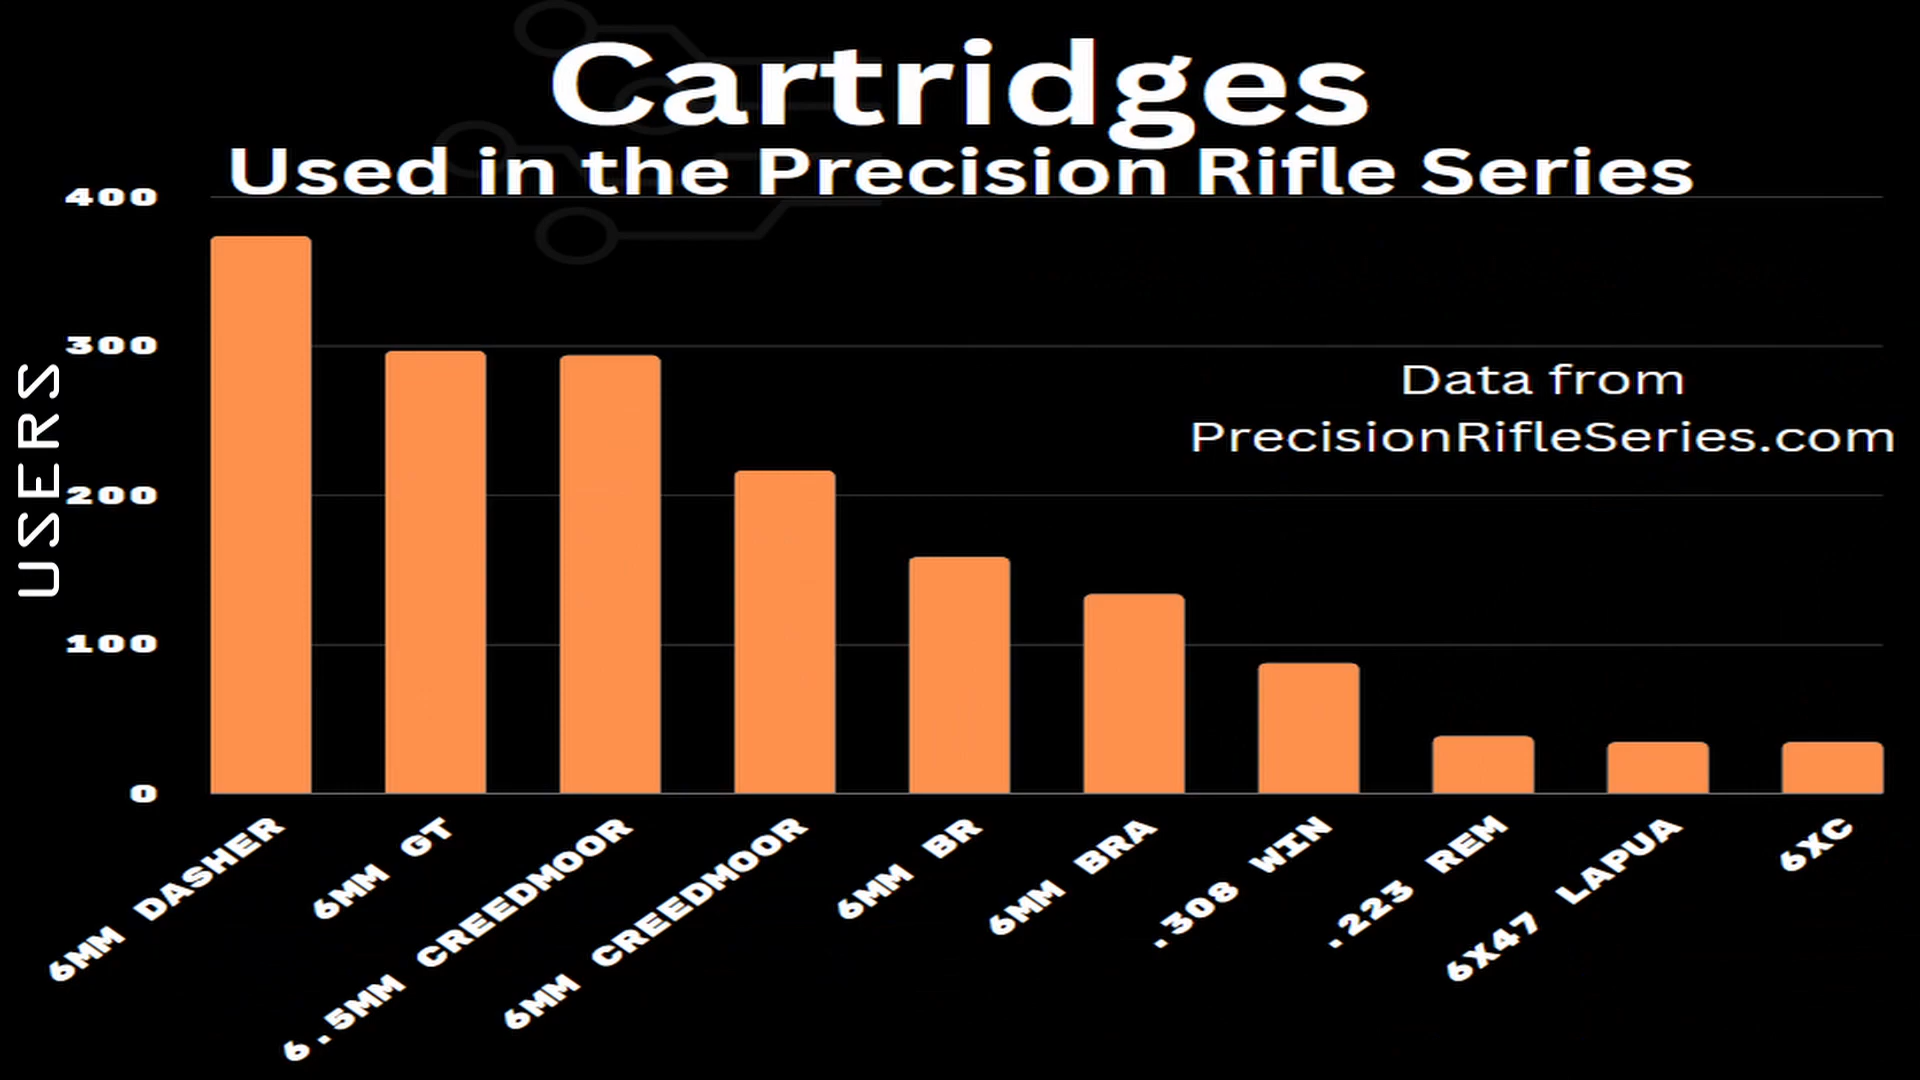 Cartridges
Used in the Precision Rifle Series
400
300
200
100
0
USERS
Data from
PrecisionRifleSeries.com
6MM DASHER
6MM GT
6.5MM CREEDMOOR
6MM CREEDMOOR
6MM BR
6MM BRA
.308 WIN
.223 REM
6X47 LAPUA
6XC